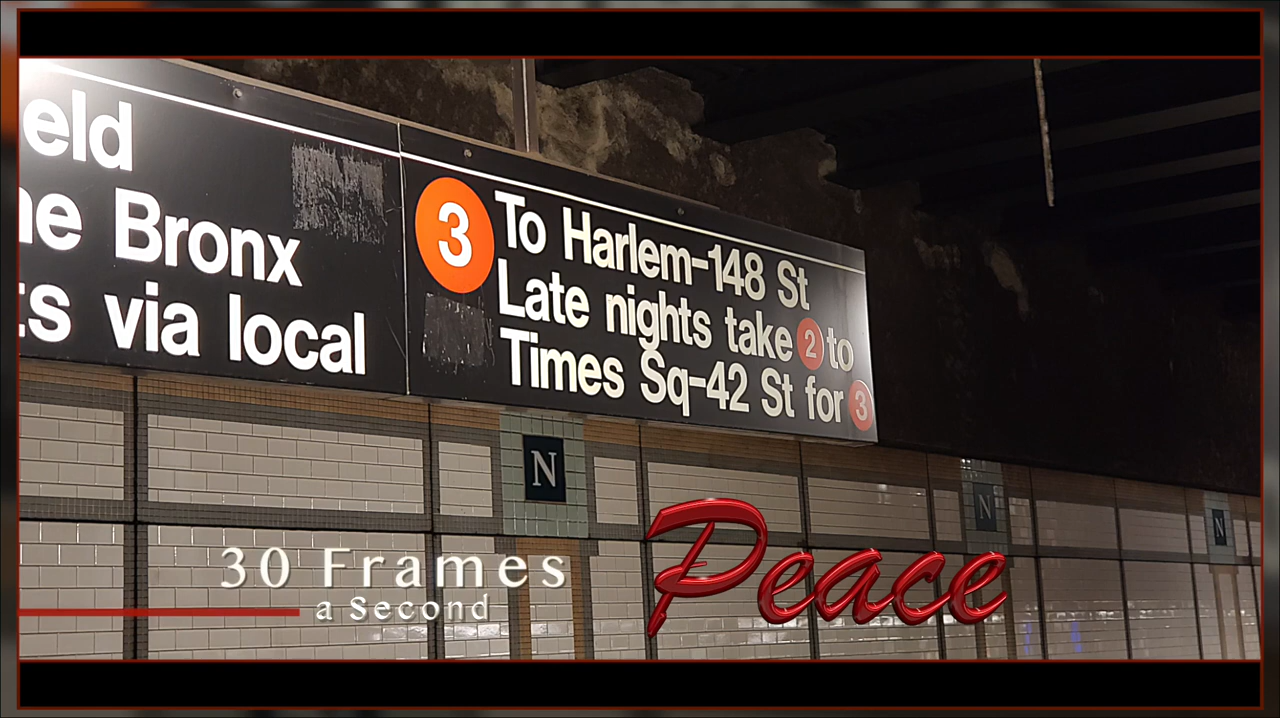 eld
he Bronx
ts via local
3 To Harlem-148 St
Late nights take 2 to
Times Sq-42 St for 3
N
N
N
30 Frames
a Second
Peace